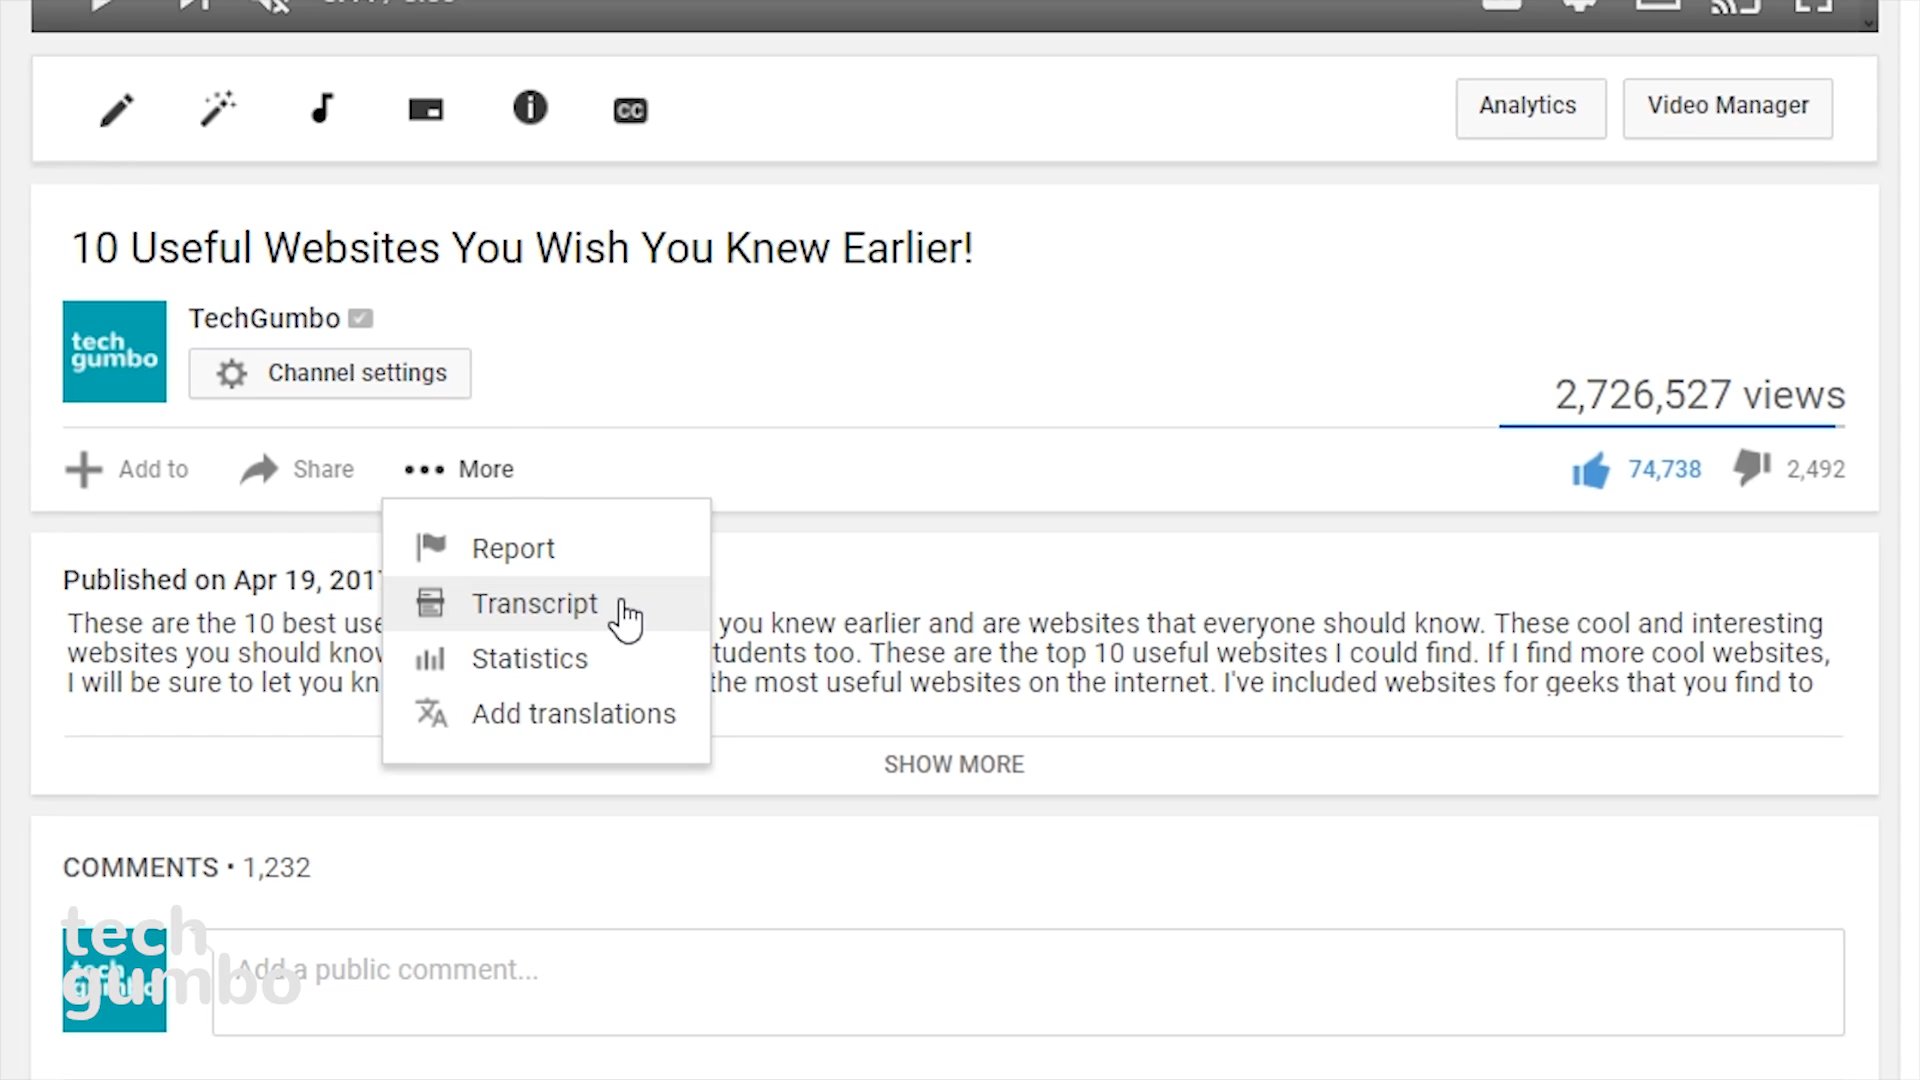 CC
Analytics
Video Manager
10 Useful Websites You Wish You Knew Earlier!
tech
gumbo
TechGumbo
Channel settings
2,726,527 views
Add to
Share
More
74,738
2,492
Report
Transcript
Statistics
Add translations
Published on Apr 19, 2017
These are the 10 best use you knew earlier and are websites that everyone should know. These cool and interesting
websites you should know tudents too. These are the top 10 useful websites I could find. If I find more cool websites,
I will be sure to let you kn the most useful websites on the internet. I've included websites for geeks that you find to
SHOW MORE
COMMENTS • 1,232
tech
gumbo
Add a public comment...